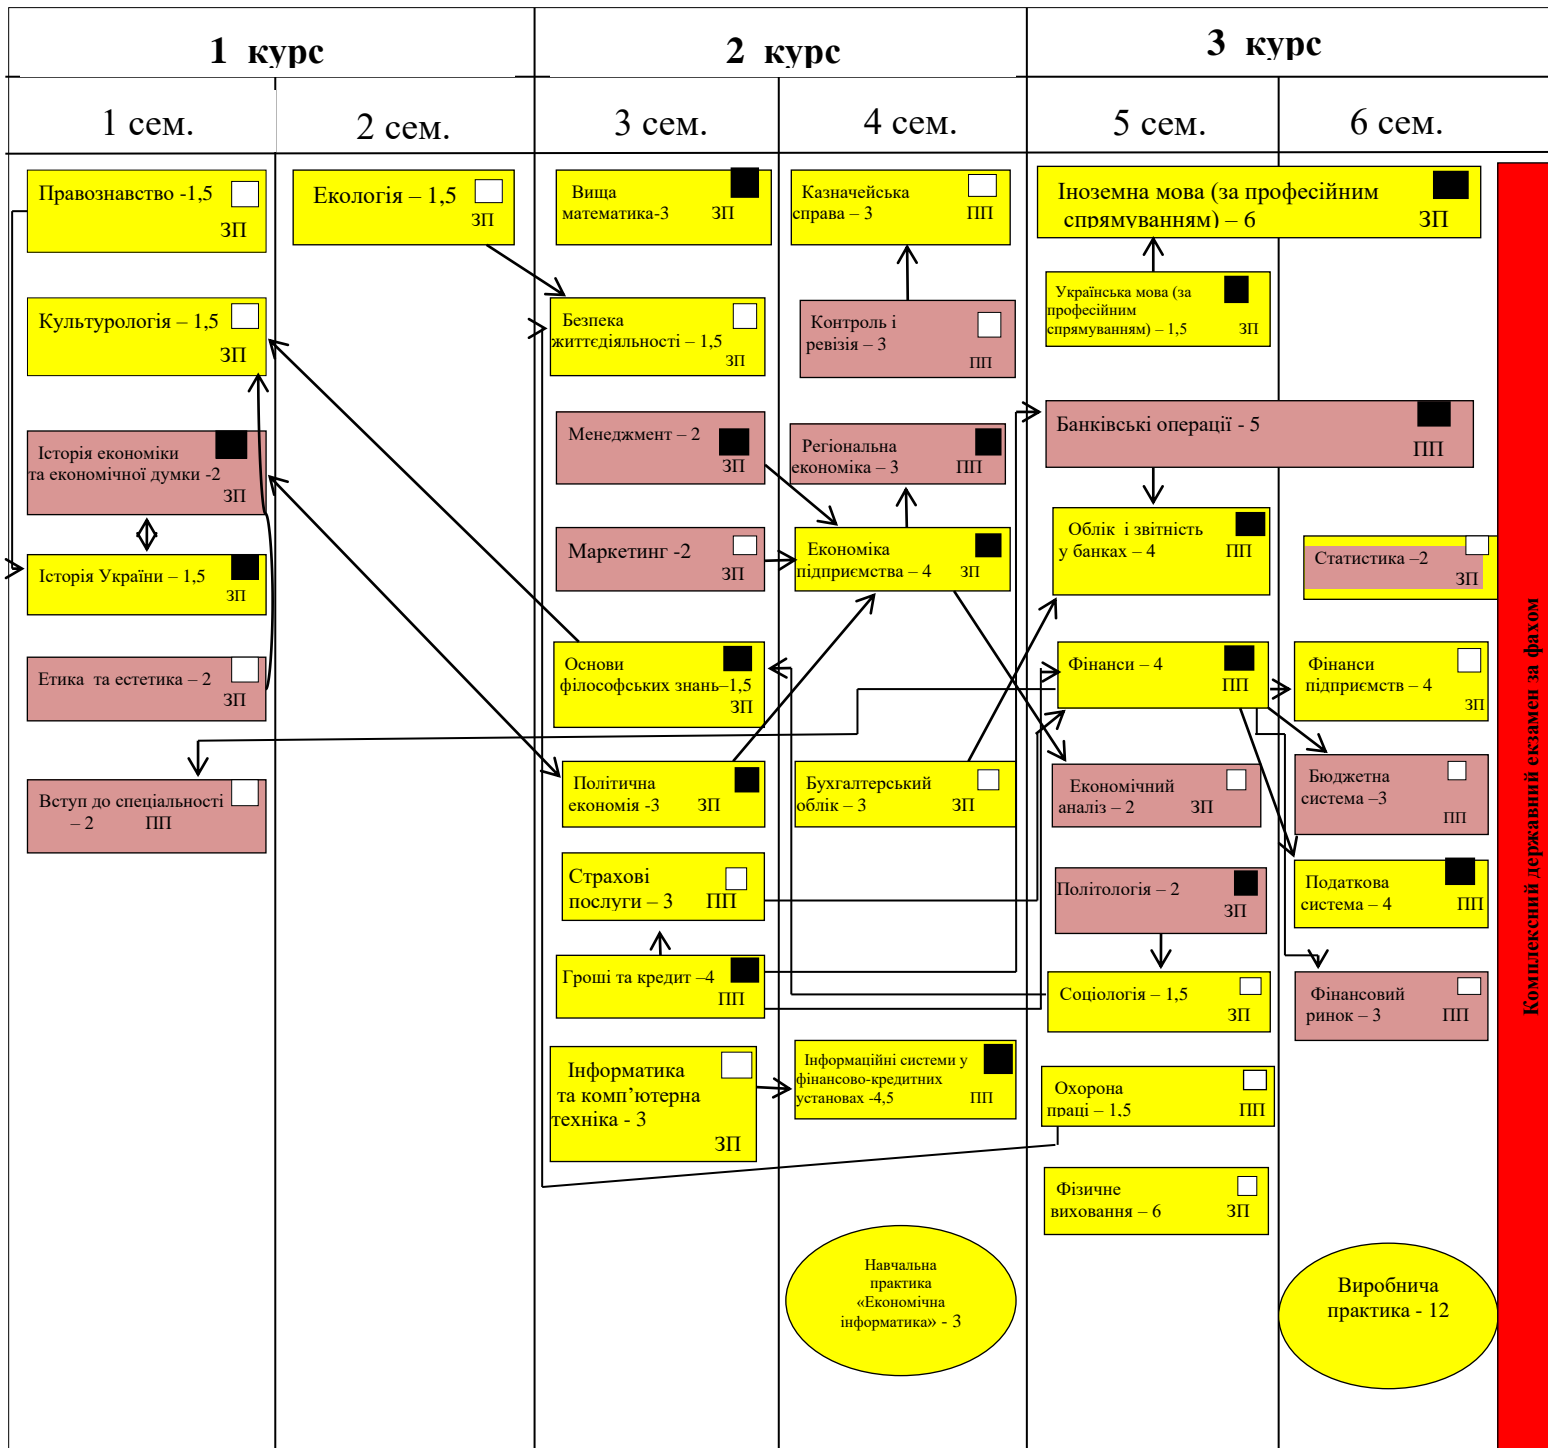 1 курс
2 курс
3 курс
1 сем.
2 сем.
3 сем.
4 сем.
5 сем.
6 сем.
Правознавство -1,5
ЗП
Культурологія – 1,5
ЗП
Історія економіки
та економічної думки -2
ЗП
Історія України – 1,5
ЗП
Етика та естетика – 2
ЗП
Вступ до спеціальності
– 2 ПП
Екологія – 1,5
ЗП
Вища
математика-3 ЗП
Безпека
життєдіяльності – 1,5
ЗП
Менеджмент – 2
ЗП
Маркетинг -2
ЗП
Основи
філософських знань–1,5
ЗП
Політична
економія -3 ЗП
Страхові
послуги – 3 ПП
Гроші та кредит –4
ПП
Інформатика
та комп’ютерна
техніка - 3
ЗП
Казначейська
справа – 3 ПП
Контроль і
ревізія – 3
ПП
Регіональна
економіка – 3 ПП
Економіка
підприємства – 4 ЗП
Бухгалтерський
облік – 3 ЗП
Інформаційні системи у
фінансово-кредитних
установах -4,5 ПП
Навчальна
практика
«Економічна
інформатика» - 3
Іноземна мова (за професійним
спрямуванням) – 6 ЗП
Українська мова (за
професійним
спрямуванням) – 1,5 ЗП
Банківські операції - 5
ПП
Облік і звітність
у банках – 4 ПП
Фінанси – 4
ПП
Економічний
аналіз – 2 ЗП
Політологія – 2
ЗП
Соціологія – 1,5
ЗП
Охорона
праці – 1,5 ПП
Фізичне
виховання – 6 ЗП
Статистика –2
ЗП
Фінанси
підприємств – 4
ЗП
Бюджетна
система –3
ПП
Податкова
система – 4 ПП
Фінансовий
ринок – 3 ПП
Виробнича
практика - 12
Комплексний державний екзамен за фахом